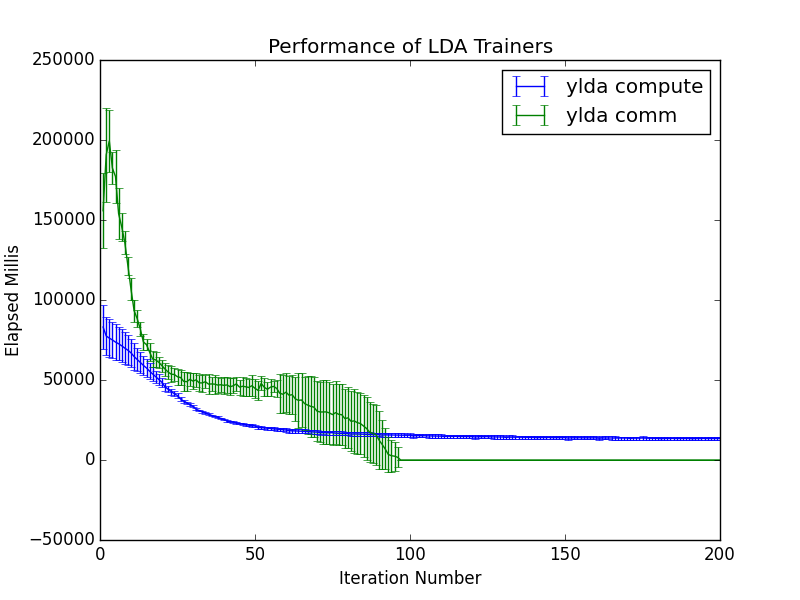 Performance of LDA Trainers
250000
200000
150000
100000
50000
0
−50000
Elapsed Millis
ylda compute
ylda comm
0 50 100 150 200
Iteration Number